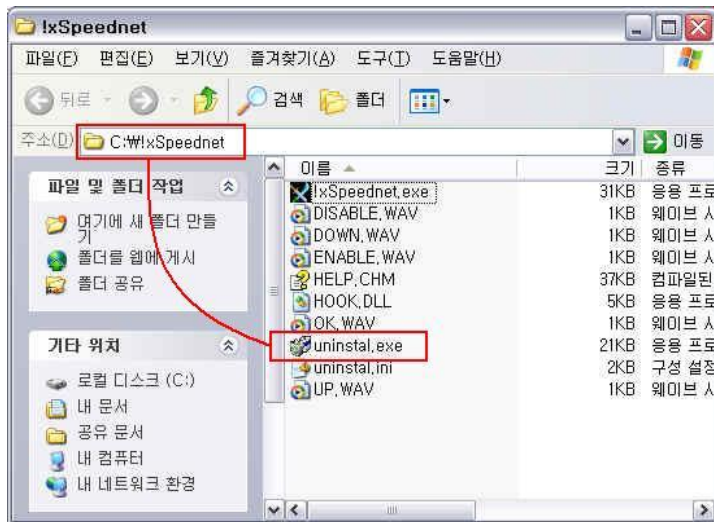 !xSpeednet
파일(F) 편집(E) 보기(V) 즐겨찾기(A) 도구(T) 도움말(H)
뒤로 검색 폴더
주소(D) C:₩!xSpeednet 이동
파일 및 폴더 작업
여기에 새 폴더 만들
기
폴더를 웹에 게시
폴더 공유
기타 위치
로컬 디스크 (C:)
내 문서
공유 문서
내 컴퓨터
내 네트워크 환경
이름 크기 종류
!xSpeednet.exe 31KB 응용 프로
DISABLE.WAV 1KB 웨이브 사
DOWN.WAV 1KB 웨이브 사
ENABLE.WAV 1KB 웨이브 사
HELP.CHM 37KB 컴파일된
HOOK.DLL 5KB 응용 프로
OK.WAV 1KB 웨이브 사
uninstal.exe 21KB 응용 프로
uninstal.ini 2KB 구성 설정
UP.WAV 1KB 웨이브 사